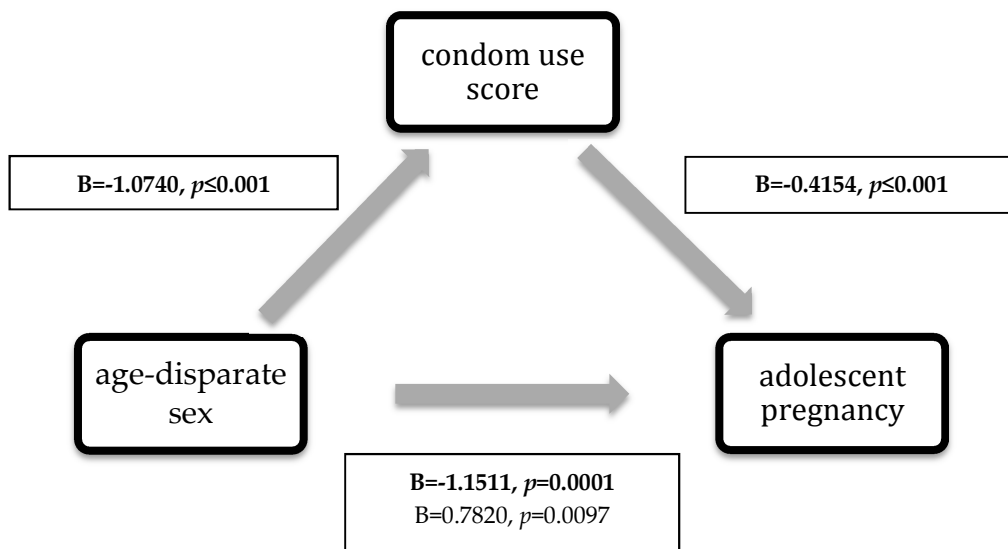 condom use
score
B=-1.0740, p≤0.001
B=-0.4154, p≤0.001
age-disparate
sex
adolescent
pregnancy
B=-1.1511, p=0.0001
B=0.7820, p=0.0097